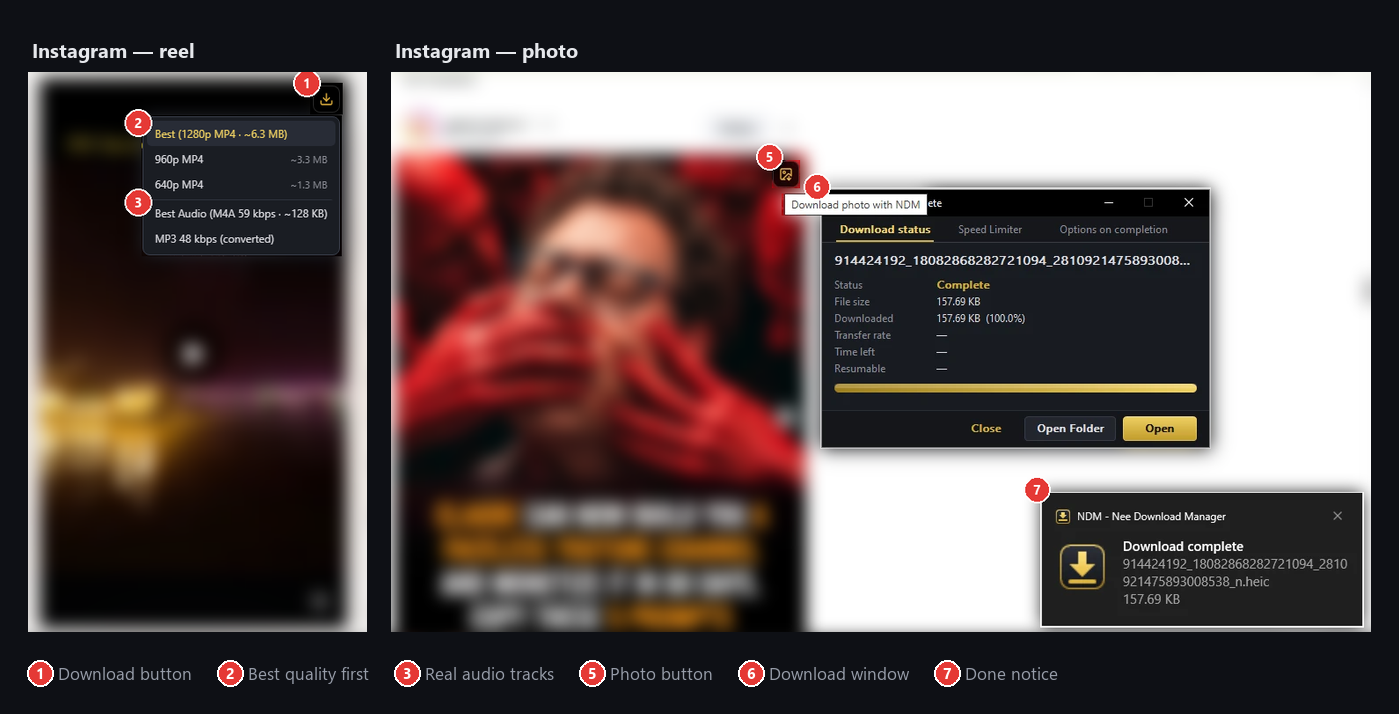 Instagram — reel
1
2
Best (1280p MP4 · ~6.3 MB)
960p MP4 ~3.3 MB
640p MP4 ~1.3 MB
3
Best Audio (M4A 59 kbps · ~128 KB)
MP3 48 kbps (converted)
Instagram — photo
5
6
Download photo with NDM
Download status Speed Limiter Options on completion
914424192_18082868282721094_2810921475893008...
Status Complete
File size 157.69 KB
Downloaded 157.69 KB (100.0%)
Transfer rate —
Time left —
Resumable —
Close Open Folder Open
7
NDM - Nee Download Manager
Download complete
914424192_18082868282721094_2810
921475893008538_n.heic
157.69 KB
1 Download button 2 Best quality first 3 Real audio tracks 5 Photo button 6 Download window 7 Done notice